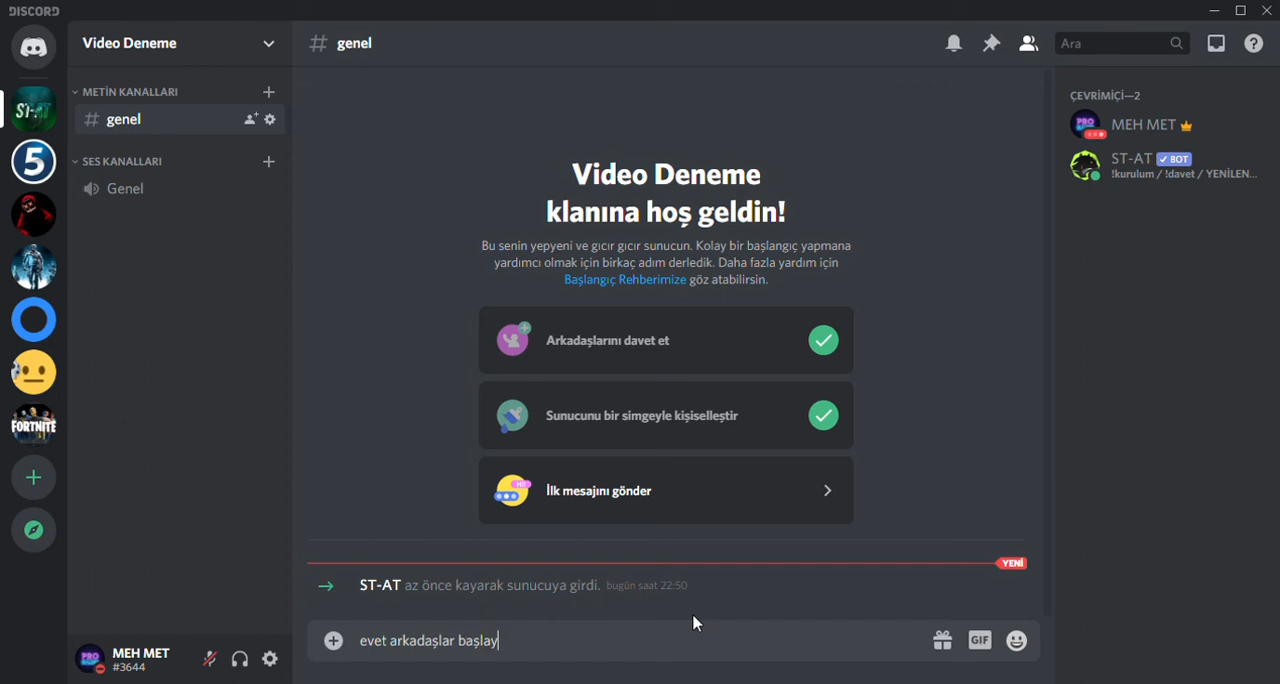 DISCORD
Video Deneme
# genel
Ara
METİN KANALLARI
# genel
SES KANALLARI
Genel
ST-AT
5
FORTNITE
Video Deneme
klanına hoş geldin!
Bu senin yepyeni ve gıcır gıcır sunucun. Kolay bir başlangıç yapmana
yardımcı olmak için birkaç adım derledik. Daha fazla yardım için
Başlangıç Rehberimize göz atabilirsin.
Arkadaşlarını davet et
Sunucunu bir simgeyle kişiselleştir
İlk mesajını gönder
YENİ
ST-AT az önce kayarak sunucuya girdi. bugün saat 22:50
evet arkadaşlar başlay
GIF
MEH MET
#3644
ÇEVRİMİÇİ—2
PRO
MEH MET
ST-AT ✓ BOT
!kurulum / !davet / YENİLEN...